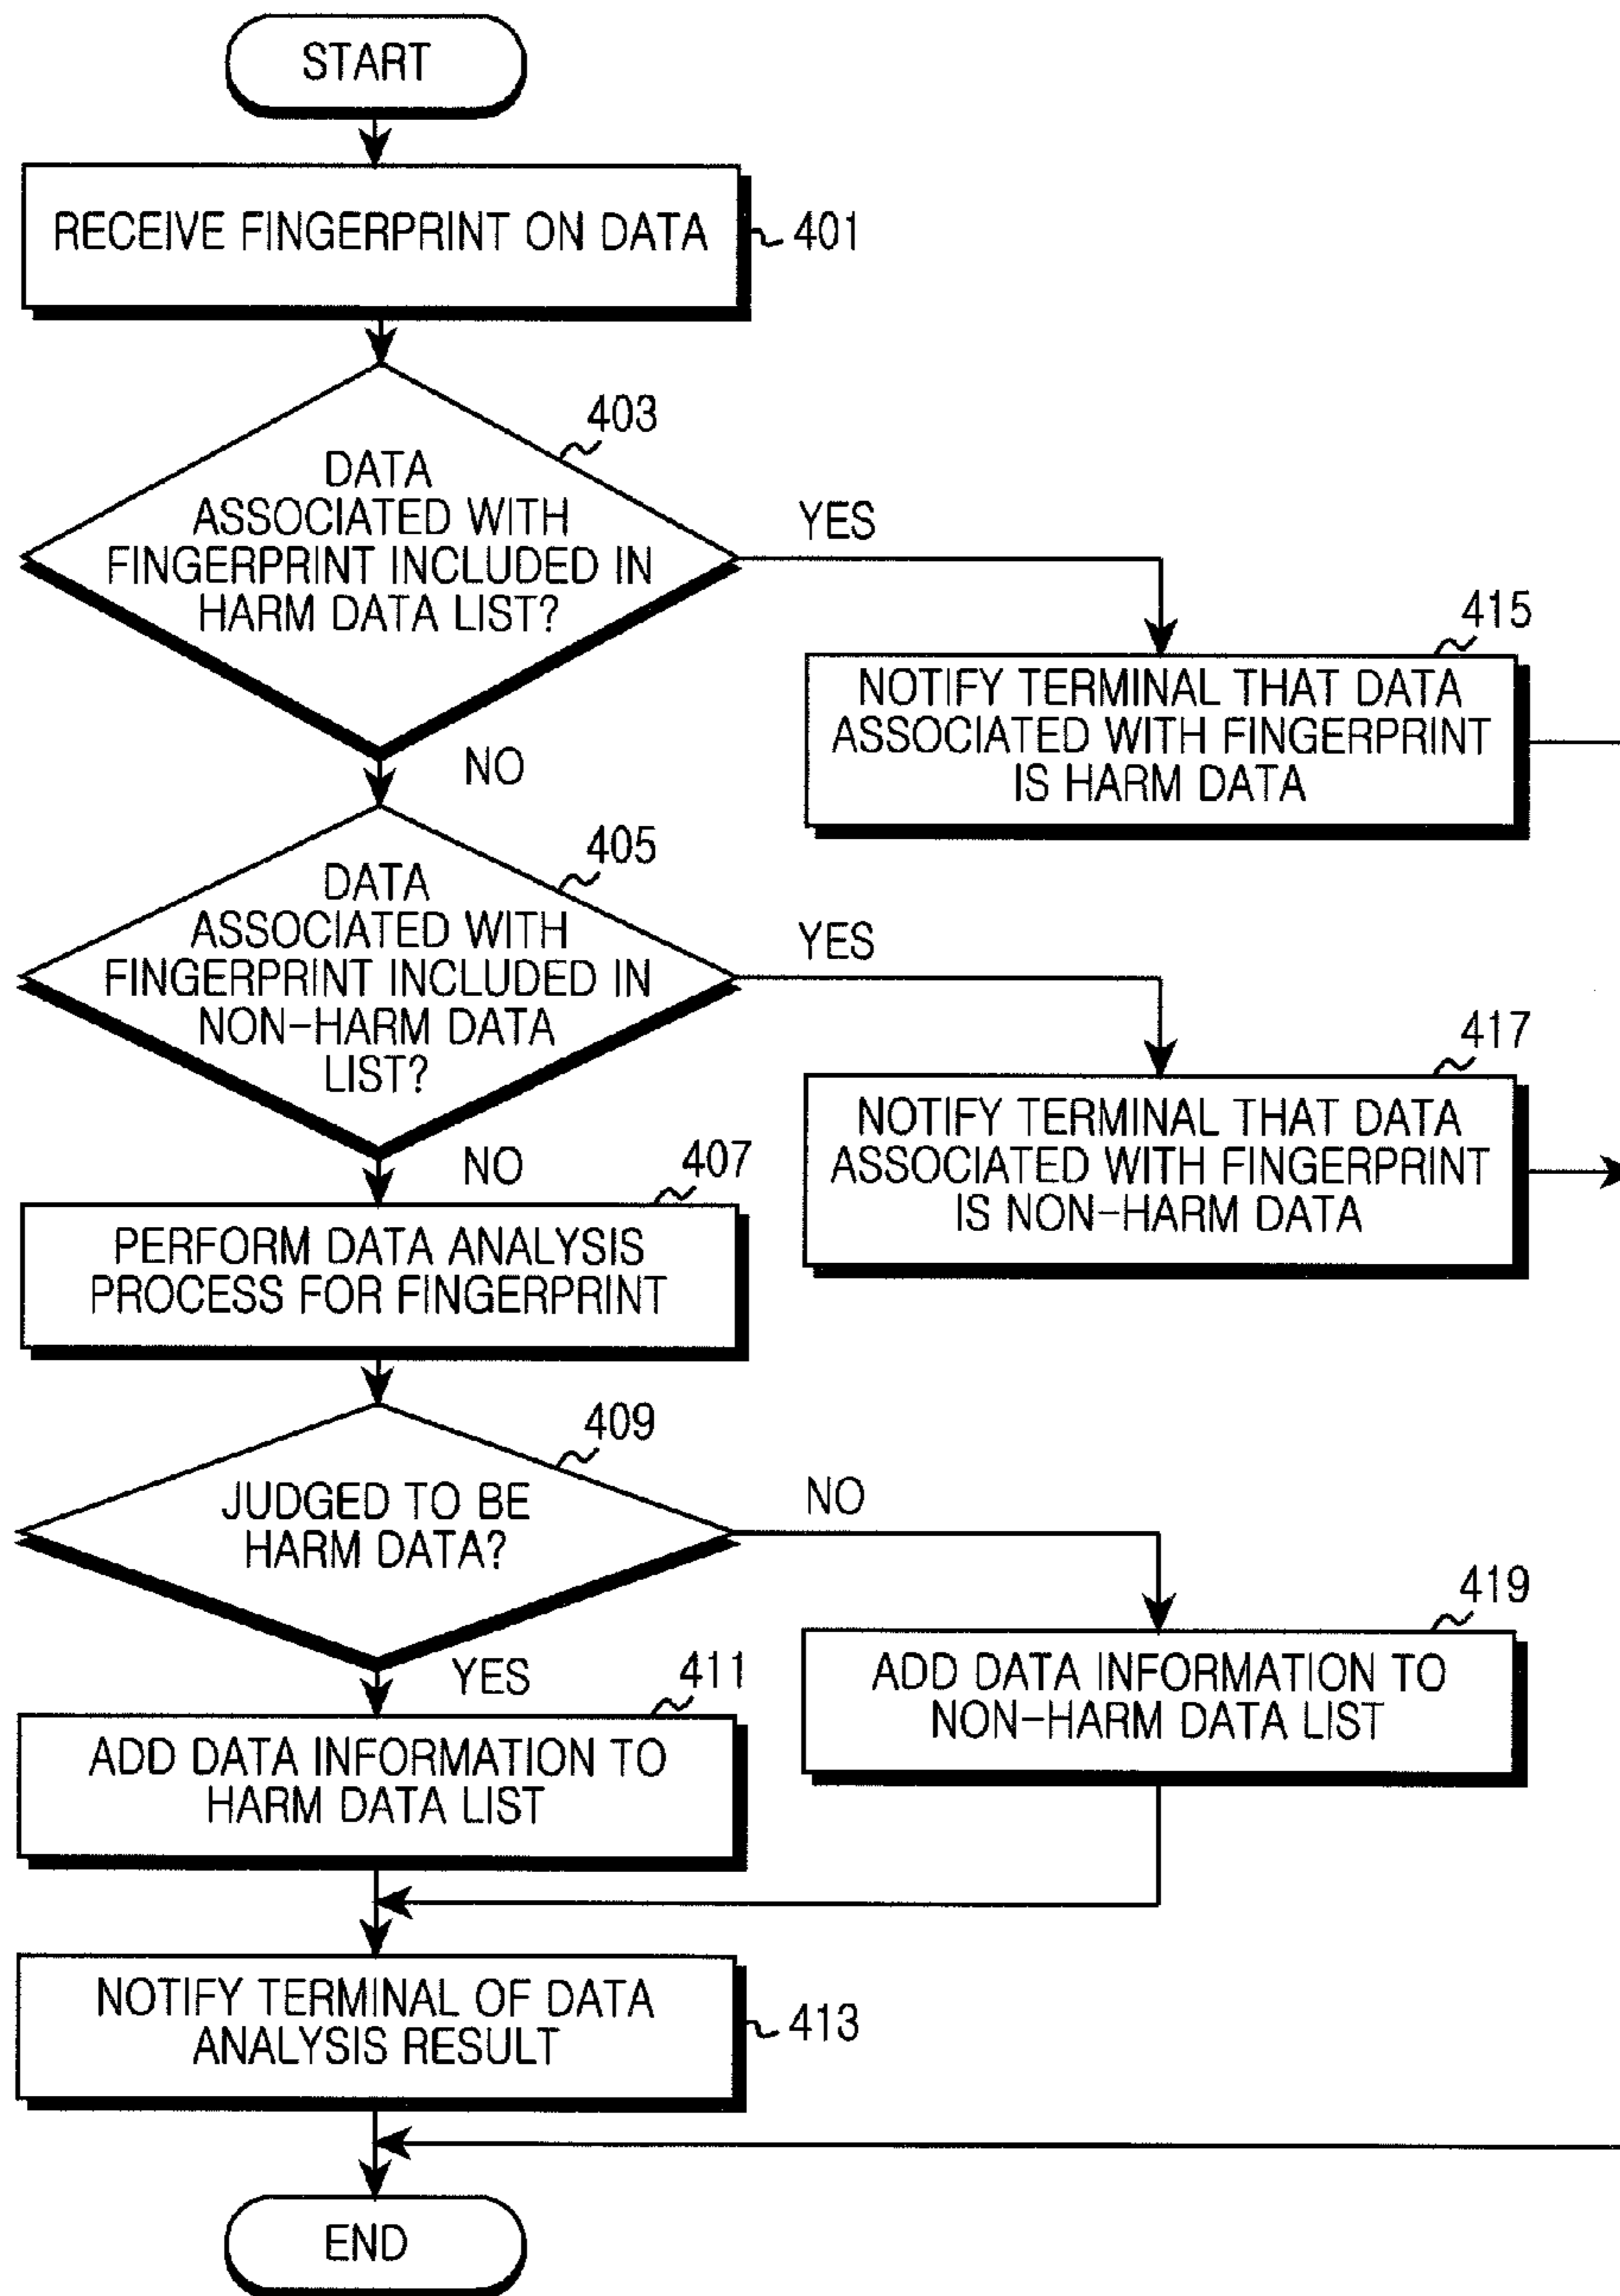 START
RECEIVE FINGERPRINT ON DATA
401
403
DATA
ASSOCIATED WITH
FINGERPRINT INCLUDED IN
HARM DATA LIST?
YES
NO
415
NOTIFY TERMINAL THAT DATA
ASSOCIATED WITH FINGERPRINT
IS HARM DATA
405
DATA
ASSOCIATED WITH
FINGERPRINT INCLUDED IN
NON-HARM DATA
LIST?
YES
NO
417
NOTIFY TERMINAL THAT DATA
ASSOCIATED WITH FINGERPRINT
IS NON-HARM DATA
407
PERFORM DATA ANALYSIS
PROCESS FOR FINGERPRINT
409
JUDGED TO BE
HARM DATA?
NO
YES
419
ADD DATA INFORMATION TO
NON-HARM DATA LIST
411
ADD DATA INFORMATION TO
HARM DATA LIST
NOTIFY TERMINAL OF DATA
ANALYSIS RESULT
413
END